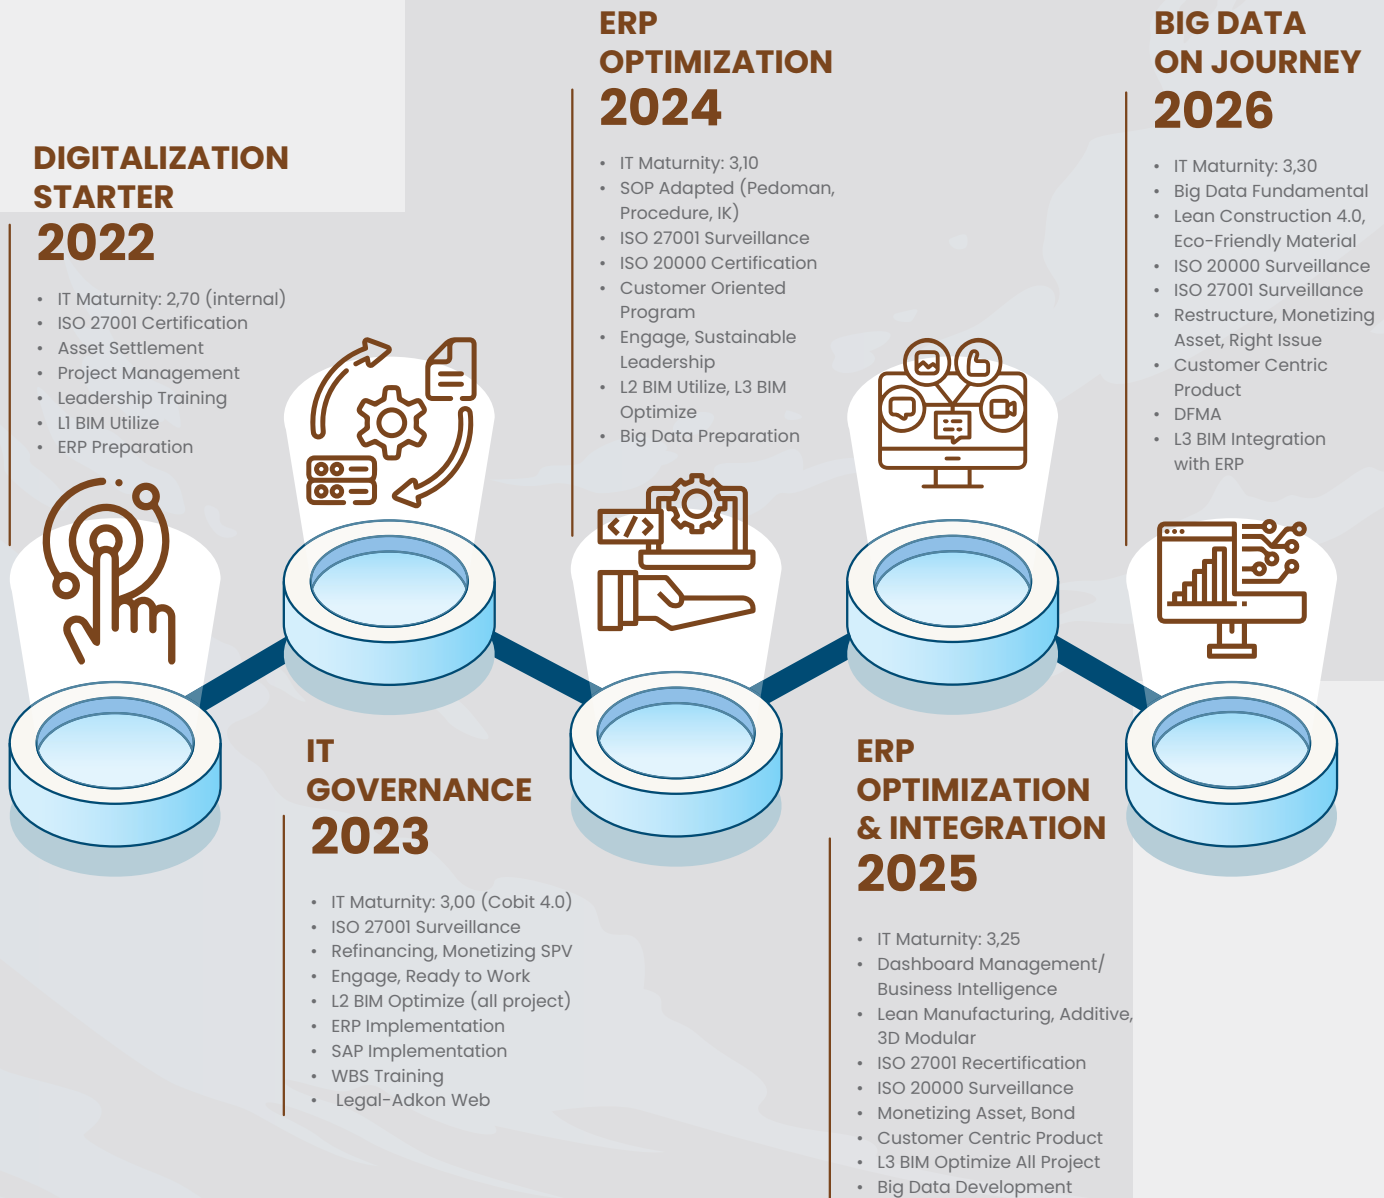 DIGITALIZATION
STARTER
2022
• IT Maturnity: 2,70 (internal)
• ISO 27001 Certification
• Asset Settlement
• Project Management
• Leadership Training
• L1 BIM Utilize
• ERP Preparation
IT
GOVERNANCE
2023
• IT Maturnity: 3,00 (Cobit 4.0)
• ISO 27001 Surveillance
• Refinancing, Monetizing SPV
• Engage, Ready to Work
• L2 BIM Optimize (all project)
• ERP Implementation
• SAP Implementation
• WBS Training
• Legal-Adkon Web
ERP
OPTIMIZATION
2024
• IT Maturnity: 3,10
• SOP Adapted (Pedoman,
Procedure, IK)
• ISO 27001 Surveillance
• ISO 20000 Certification
• Customer Oriented
Program
• Engage, Sustainable
Leadership
• L2 BIM Utilize, L3 BIM
Optimize
• Big Data Preparation
</>
ERP
OPTIMIZATION
& INTEGRATION
2025
• IT Maturnity: 3,25
• Dashboard Management/
Business Intelligence
• Lean Manufacturing, Additive,
3D Modular
• ISO 27001 Recertification
• ISO 20000 Surveillance
• Monetizing Asset, Bond
• Customer Centric Product
• L3 BIM Optimize All Project
• Big Data Development
BIG DATA
ON JOURNEY
2026
• IT Maturnity: 3,30
• Big Data Fundamental
• Lean Construction 4.0,
Eco-Friendly Material
• ISO 20000 Surveillance
• ISO 27001 Surveillance
• Restructure, Monetizing
Asset, Right Issue
• Customer Centric
Product
• DFMA
• L3 BIM Integration
with ERP